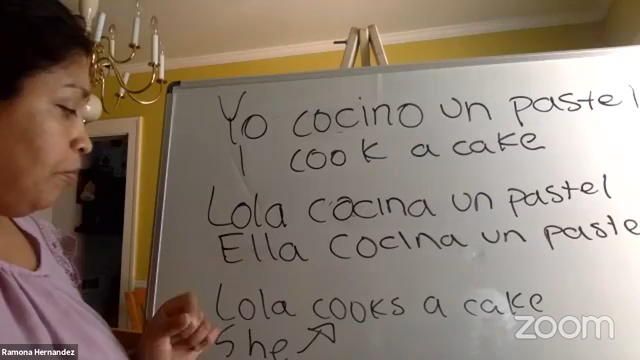 Yo cocino un pastel
I cook a cake
Lola cocina un pastel
Ella cocina un paste
Lola cooks a cake
She
zoom
Ramona Hernandez